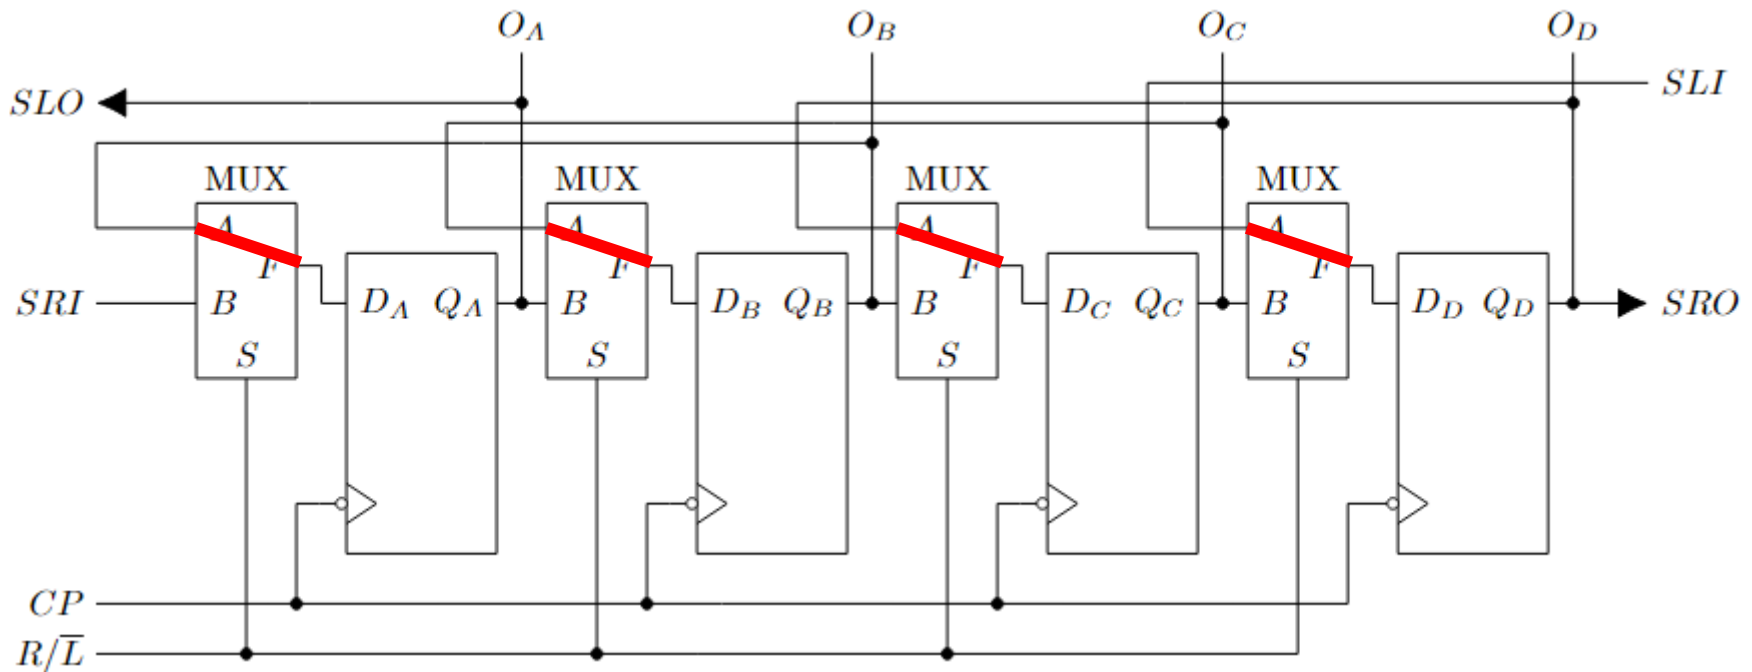 O_A O_B O_C O_D
SLO SLI
MUX MUX MUX MUX
A A A A
F F F F
SRI B D_A Q_A B D_B Q_B B D_C Q_C B D_D Q_D SRO
S S S S
CP
R/L̅